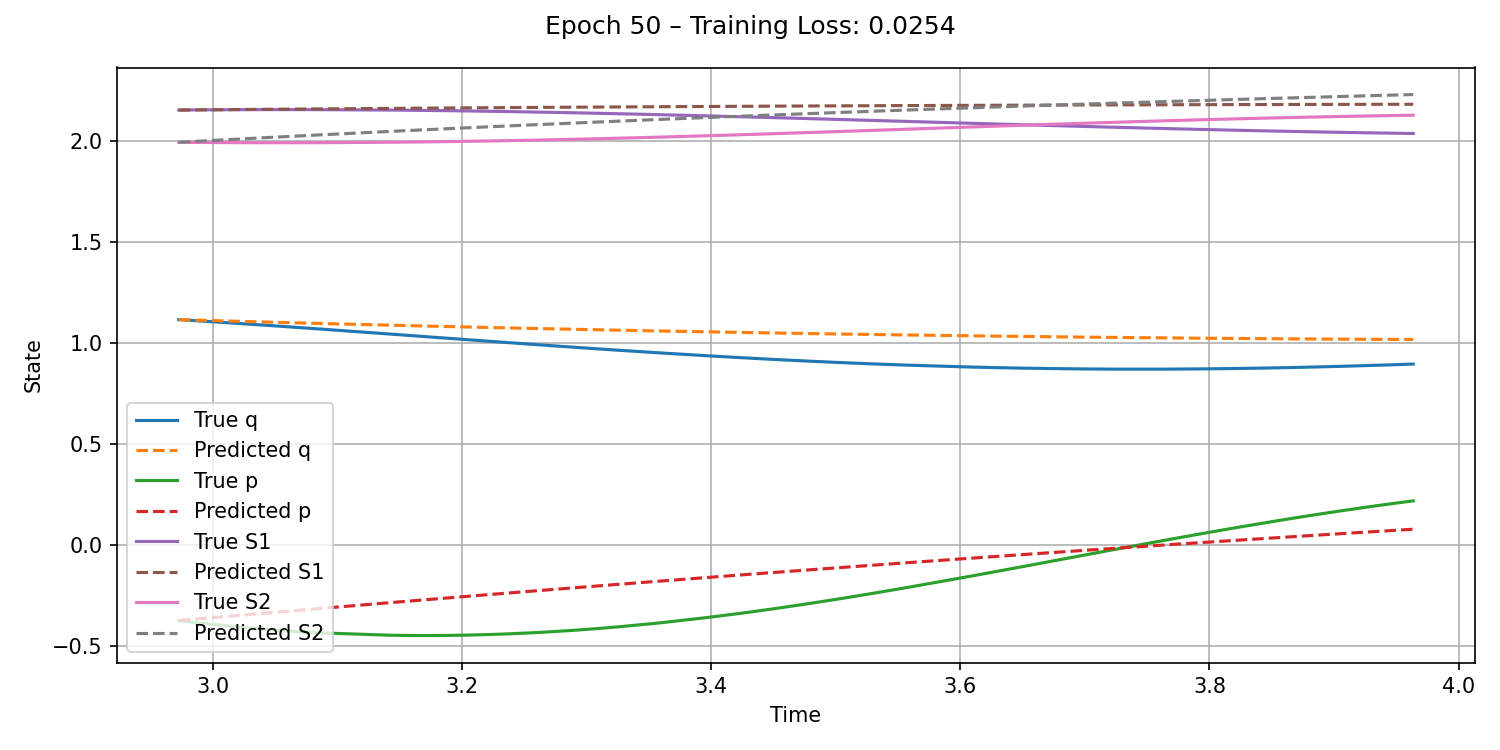 Epoch 50 – Training Loss: 0.0254
State
2.0
1.5
1.0
0.5
0.0
−0.5
True q
Predicted q
True p
Predicted p
True S1
Predicted S1
True S2
Predicted S2
3.0 3.2 3.4 3.6 3.8 4.0
Time